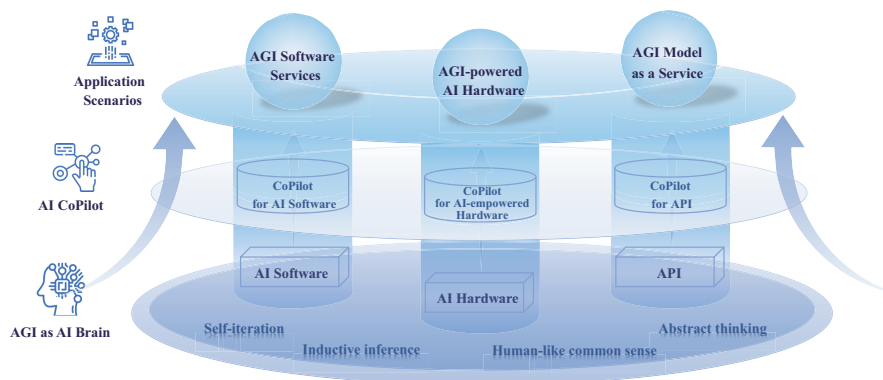 Application
Scenarios
AGI Software
Services
AGI-powered
AI Hardware
AGI Model
as a Service
AI CoPilot
CoPilot
for AI Software
CoPilot
for AI-empowered
Hardware
CoPilot
for API
AGI as AI Brain
AI Software
AI Hardware
API
Self-iteration
Inductive inference
Human-like common sense
Abstract thinking